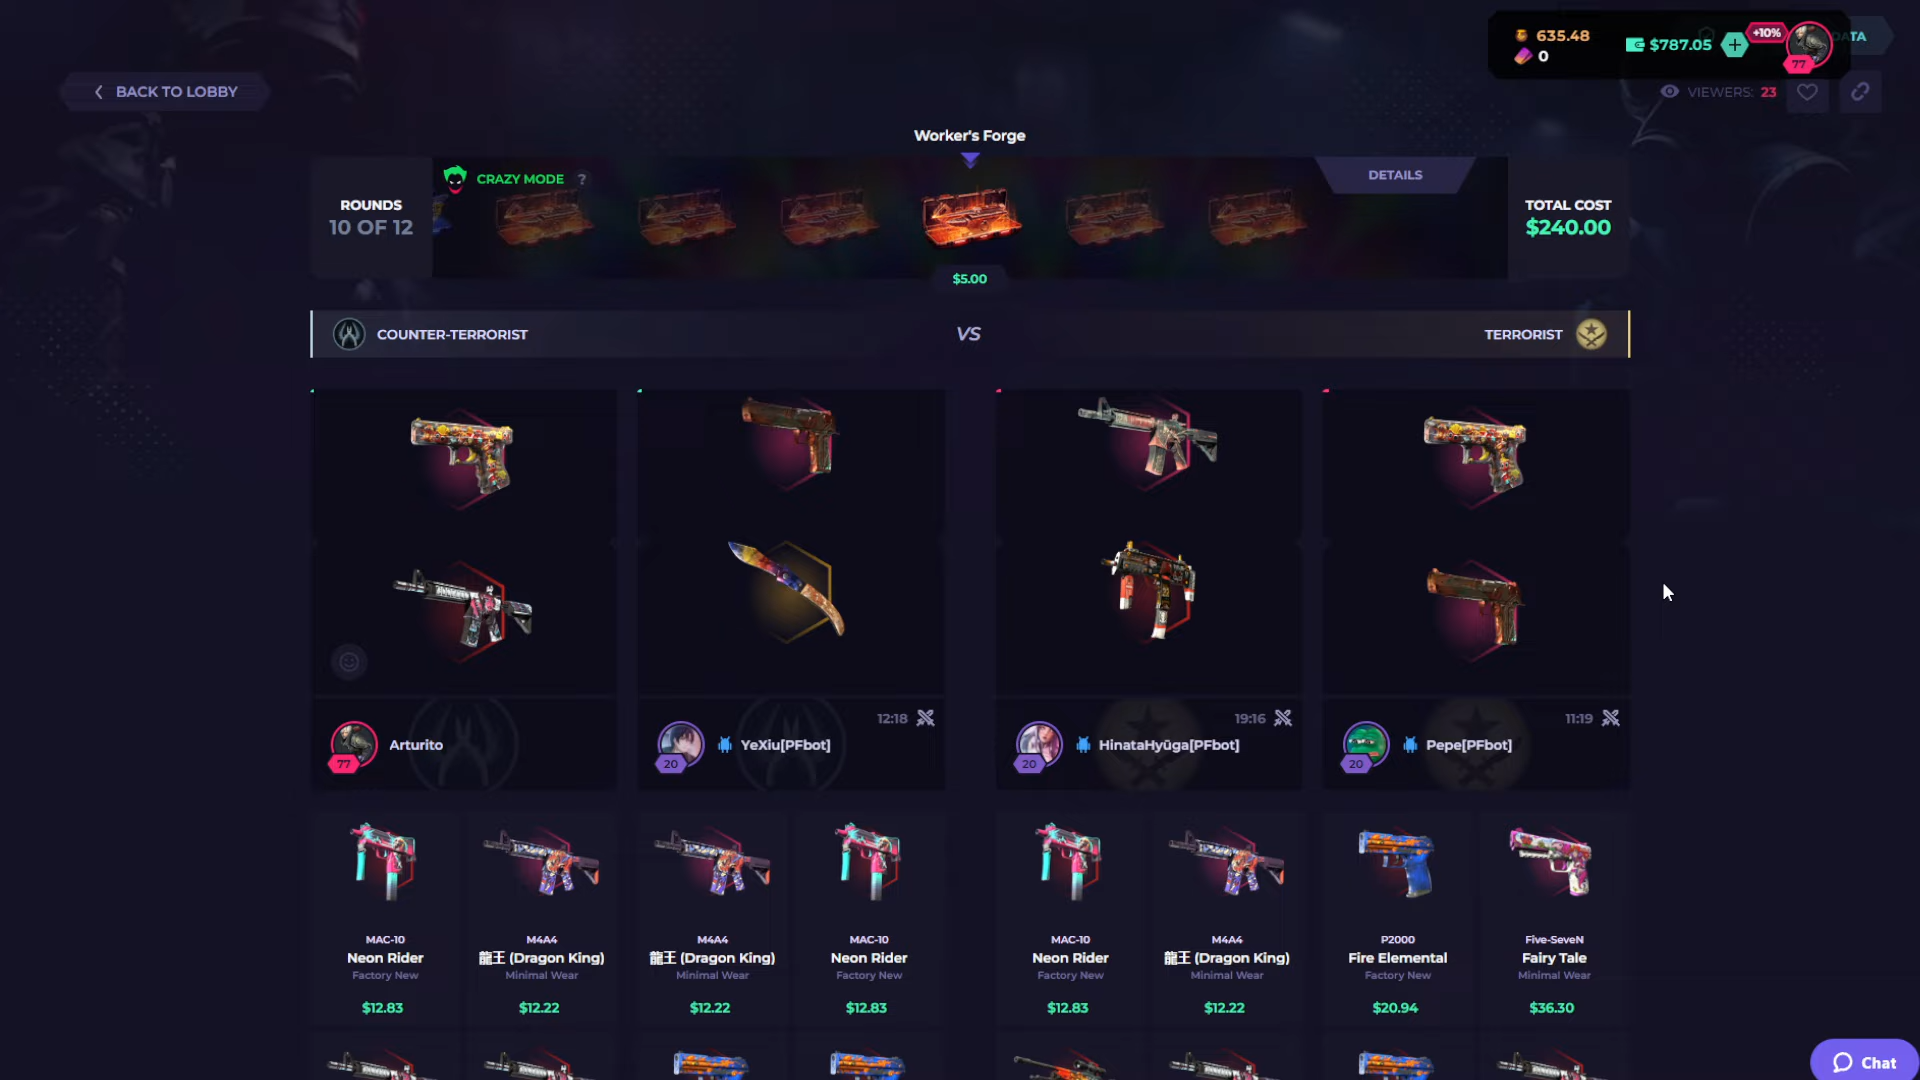 635.48
0
$787.05
+10%
77
BACK TO LOBBY
VIEWERS: 23
Worker's Forge
CRAZY MODE ?
DETAILS
ROUNDS
10 OF 12
TOTAL COST
$240.00
$5.00
COUNTER-TERRORIST
VS
TERRORIST
77
Arturito
12:18
20
YeXiu[PFbot]
19:16
20
HinataHyūga[PFbot]
11:19
20
Pepe[PFbot]
MAC-10
Neon Rider
Factory New
$12.83
M4A4
龍王 (Dragon King)
Minimal Wear
$12.22
M4A4
龍王 (Dragon King)
Minimal Wear
$12.22
MAC-10
Neon Rider
Factory New
$12.83
MAC-10
Neon Rider
Factory New
$12.83
M4A4
龍王 (Dragon King)
Minimal Wear
$12.22
P2000
Fire Elemental
Factory New
$20.94
Five-SeveN
Fairy Tale
Minimal Wear
$36.30
Chat